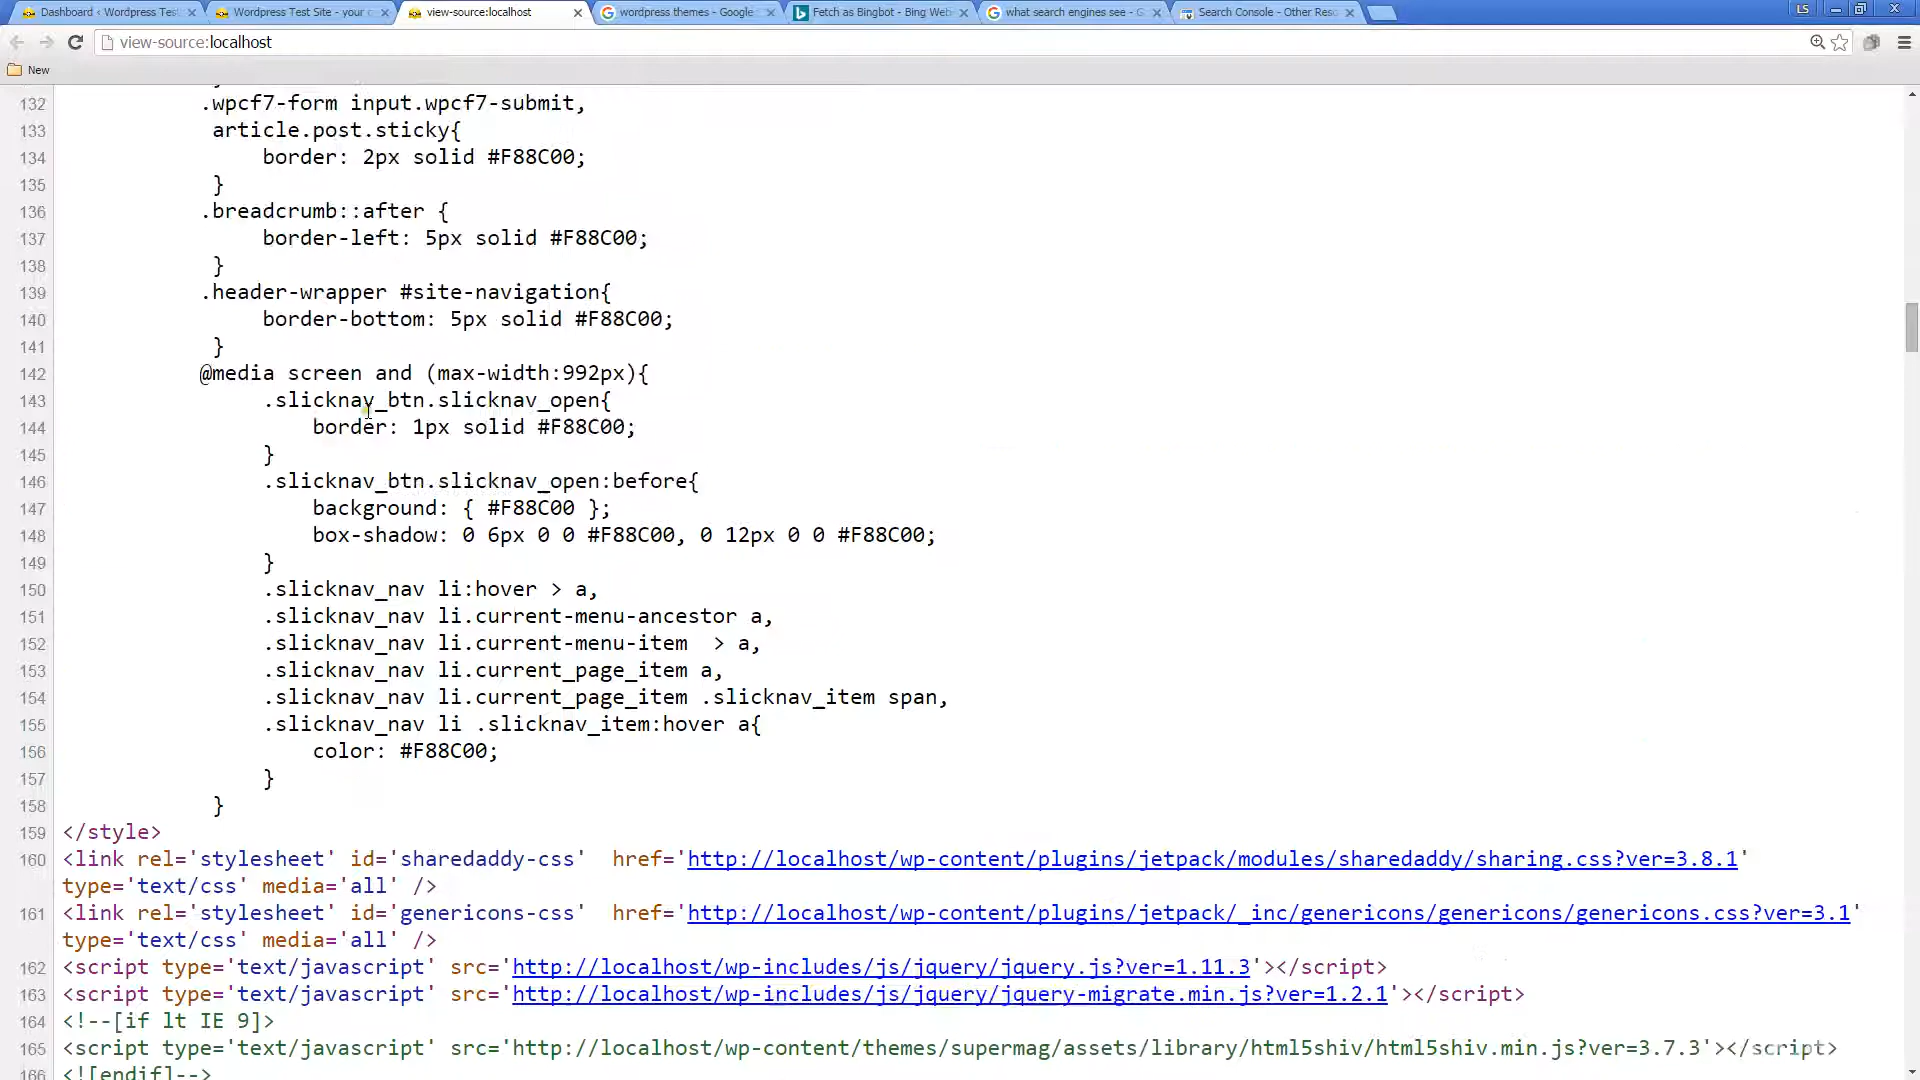 Dashboard ‹ Wordpress Test
Wordpress Test Site - your
view-source:localhost
wordpress themes - Google
Fetch as Bingbot - Bing Web
what search engines see - G
Search Console - Other Reso
LS
view-source:localhost
New
132 .wpcf7-form input.wpcf7-submit,
133 article.post.sticky{
134 border: 2px solid #F88C00;
135 }
136 .breadcrumb::after {
137 border-left: 5px solid #F88C00;
138 }
139 .header-wrapper #site-navigation{
140 border-bottom: 5px solid #F88C00;
141 }
142 @media screen and (max-width:992px){
143 .slicknav_btn.slicknav_open{
144 border: 1px solid #F88C00;
145 }
146 .slicknav_btn.slicknav_open:before{
147 background: { #F88C00 };
148 box-shadow: 0 6px 0 0 #F88C00, 0 12px 0 0 #F88C00;
149 }
150 .slicknav_nav li:hover > a,
151 .slicknav_nav li.current-menu-ancestor a,
152 .slicknav_nav li.current-menu-item  > a,
153 .slicknav_nav li.current_page_item a,
154 .slicknav_nav li.current_page_item .slicknav_item span,
155 .slicknav_nav li .slicknav_item:hover a{
156 color: #F88C00;
157 }
158 }
159 </style>
160 <link rel='stylesheet' id='sharedaddy-css'  href='http://localhost/wp-content/plugins/jetpack/modules/sharedaddy/sharing.css?ver=3.8.1'
type='text/css' media='all' />
161 <link rel='stylesheet' id='genericons-css'  href='http://localhost/wp-content/plugins/jetpack/_inc/genericons/genericons/genericons.css?ver=3.1'
type='text/css' media='all' />
162 <script type='text/javascript' src='http://localhost/wp-includes/js/jquery/jquery.js?ver=1.11.3'></script>
163 <script type='text/javascript' src='http://localhost/wp-includes/js/jquery/jquery-migrate.min.js?ver=1.2.1'></script>
164 <!--[if lt IE 9]>
165 <script type='text/javascript' src='http://localhost/wp-content/themes/supermag/assets/library/html5shiv/html5shiv.min.js?ver=3.7.3'></script>
166 <![endif]-->